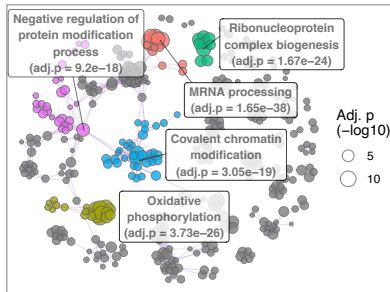 Negative regulation of
protein modification
process
(adj.p = 9.2e−18)
Ribonucleoprotein
complex biogenesis
(adj.p = 1.67e−24)
MRNA processing
(adj.p = 1.65e−38)
Covalent chromatin
modification
(adj.p = 3.05e−19)
Oxidative
phosphorylation
(adj.p = 3.73e−26)
Adj. p
(−log10)
5
10